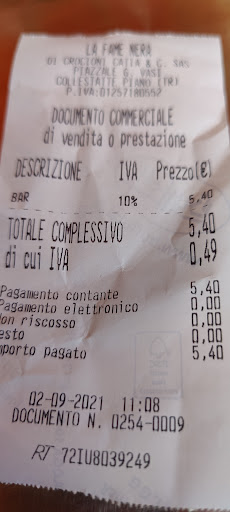 LA FAME NERA
DI CROCIONI CATIA & C. SAS
PIAZZALE G. VASI
COLLESTATTE PIANO (TR)
P.IVA:01257180552
DOCUMENTO COMMERCIALE
di vendita o prestazione
DESCRIZIONE IVA Prezzo(€)
BAR 10% 5,40
TOTALE COMPLESSIVO 5,40
di cui IVA 0,49
Pagamento contante 5,40
Pagamento elettronico 0,00
Non riscosso 0,00
esto 0,00
mporto pagato 5,40
02-09-2021 11:08
DOCUMENTO N. 0254-0009
RT 72IU8039249